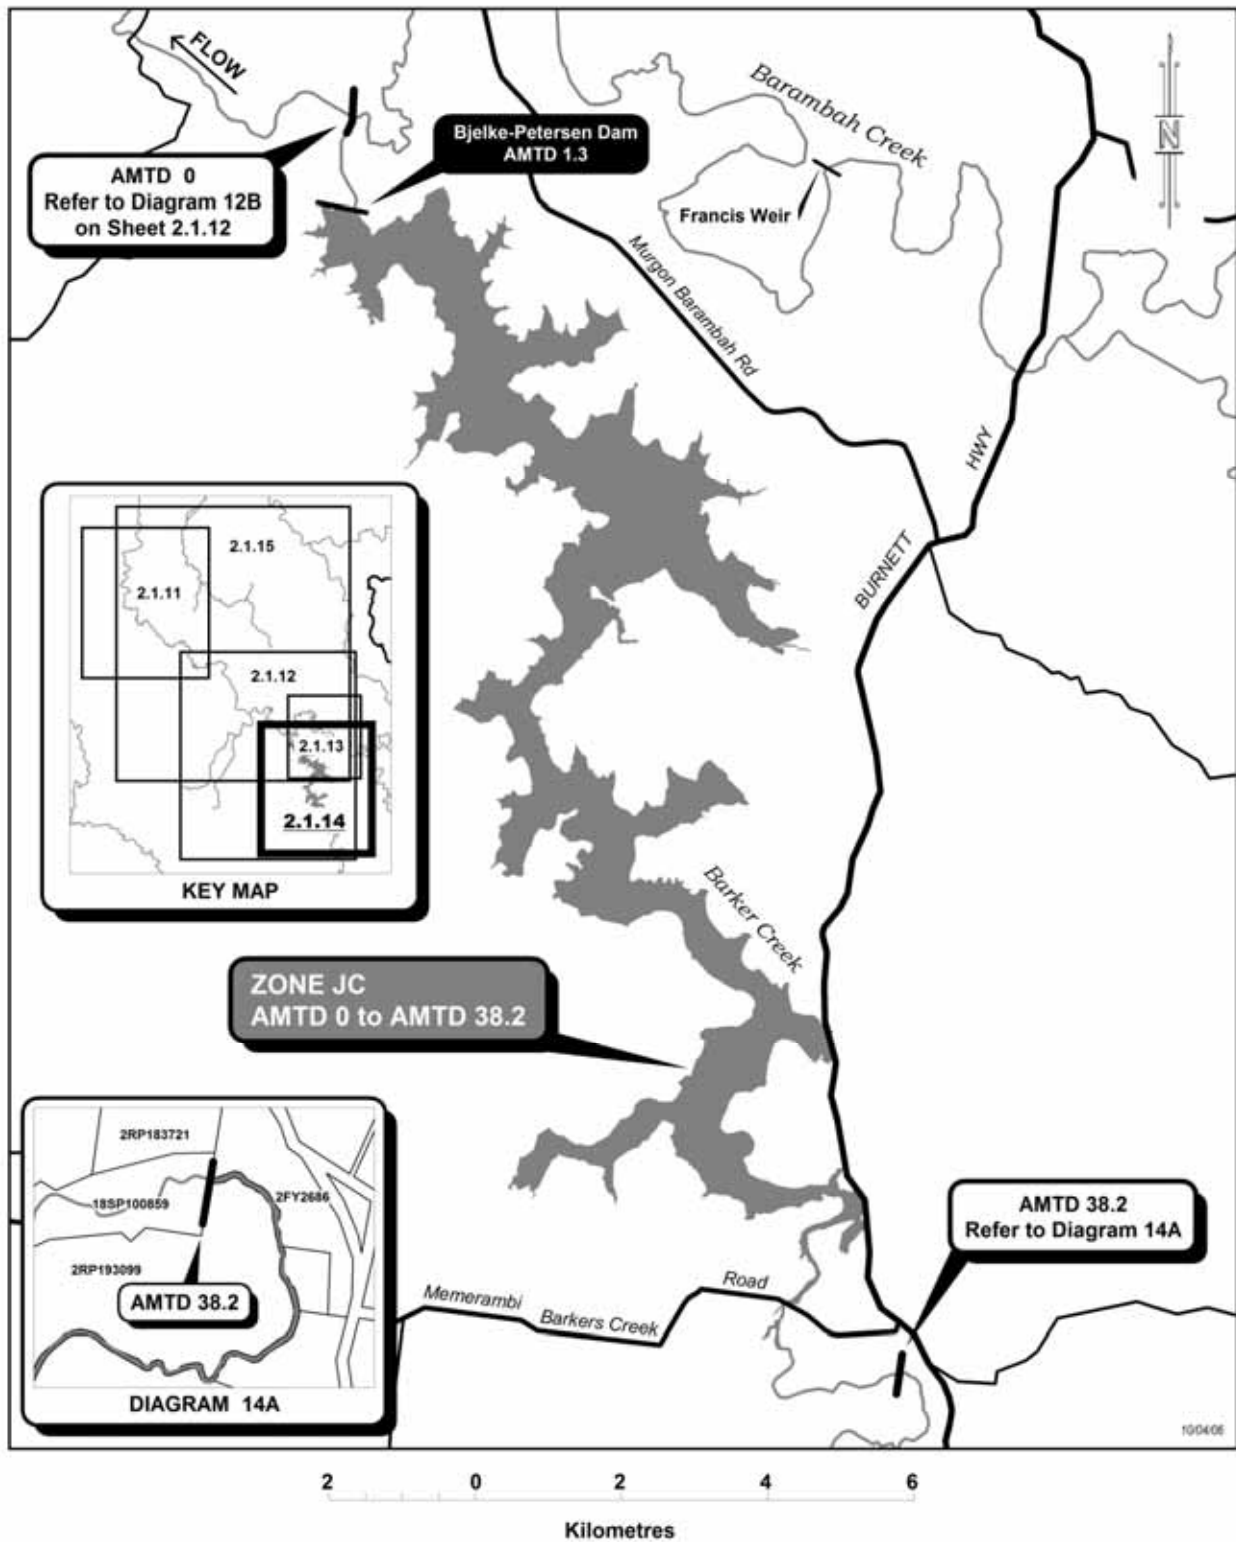 FLOW
Barambah Creek
Bjelke-Petersen Dam
AMTD 1.3
N
AMTD 0
Refer to Diagram 12B
on Sheet 2.1.12
Francis Weir
Murgon Barambah Rd
HWY
BURNETT
2.1.15
2.1.11
2.1.12
2.1.13
2.1.14
KEY MAP
Barker Creek
ZONE JC
AMTD 0 to AMTD 38.2
2RP183721
18SP100859
2FY2686
2RP193099
AMTD 38.2
DIAGRAM 14A
AMTD 38.2
Refer to Diagram 14A
Memerambi
Barkers Creek
Road
2 0 2 4 6
Kilometres